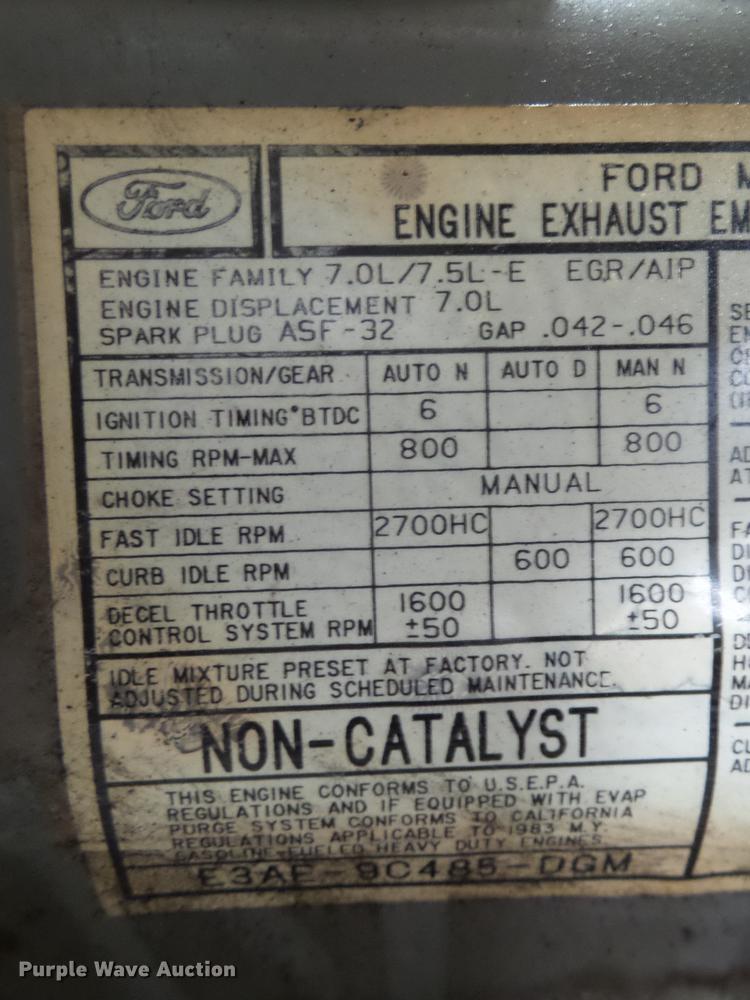 Ford
FORD M
ENGINE EXHAUST EM
ENGINE FAMILY 7.0L/7.5L-E EGR/AIP
ENGINE DISPLACEMENT 7.0L
SPARK PLUG ASF-32 GAP .042-.046
TRANSMISSION/GEAR AUTO N AUTO D MAN N
IGNITION TIMING°BTDC 6 6
TIMING RPM-MAX 800 800
CHOKE SETTING MANUAL
FAST IDLE RPM 2700HC 2700HC
CURB IDLE RPM 600 600
DECEL THROTTLE 1600 1600
CONTROL SYSTEM RPM ±50 ±50
IDLE MIXTURE PRESET AT FACTORY. NOT
ADJUSTED DURING SCHEDULED MAINTENANCE.
NON-CATALYST
THIS ENGINE CONFORMS TO U.S.E.P.A.
REGULATIONS AND IF EQUIPPED WITH EVAP
PURGE SYSTEM CONFORMS TO CALIFORNIA
REGULATIONS APPLICABLE TO 1983 M.Y.
GASOLINE-FUELED HEAVY DUTY ENGINES.
E3AE-9C485-DGM
Purple Wave Auction